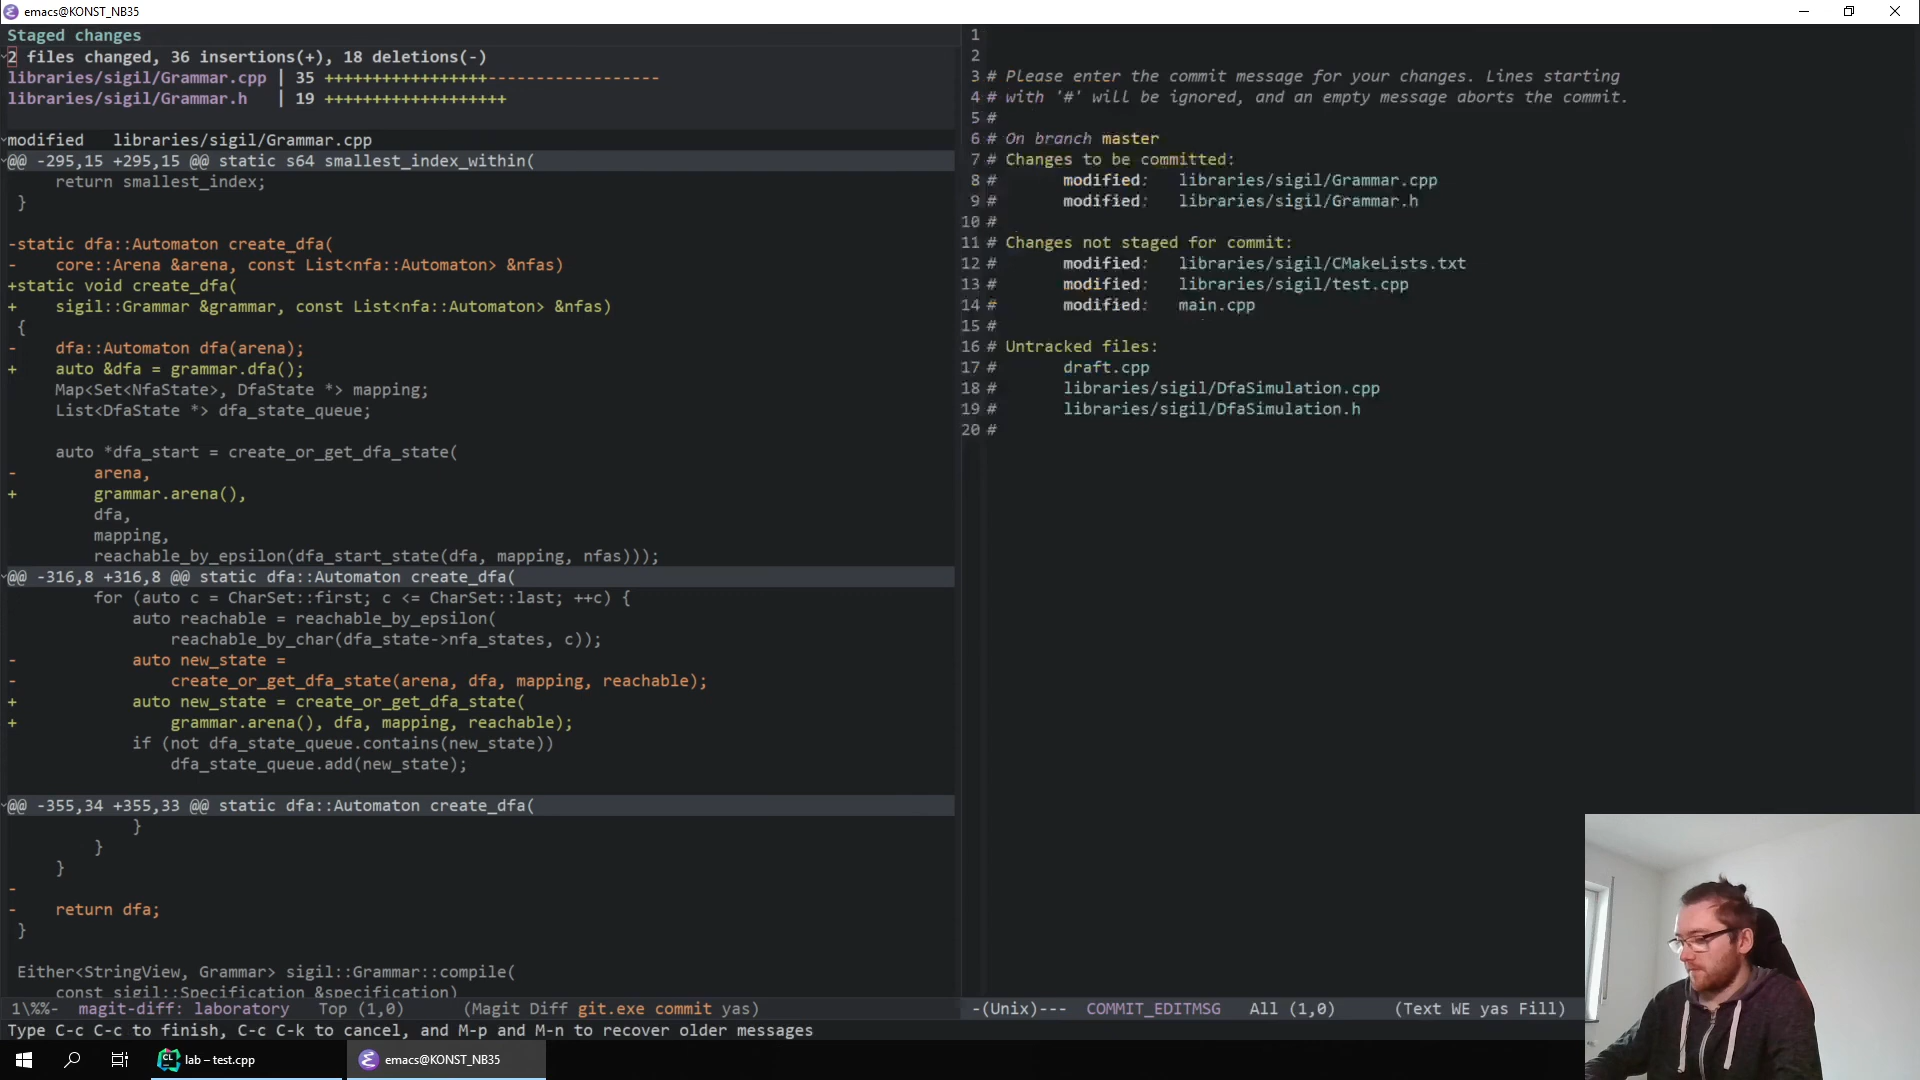 emacs@KONST_NB35
Staged changes
2 files changed, 36 insertions(+), 18 deletions(-)
libraries/sigil/Grammar.cpp | 35 +++++++++++++++++------------------
libraries/sigil/Grammar.h   | 19 +++++++++++++++++++
modified   libraries/sigil/Grammar.cpp
@@ -295,15 +295,15 @@ static s64 smallest_index_within(
     return smallest_index;
 }
-static dfa::Automaton create_dfa(
-    core::Arena &arena, const List<nfa::Automaton> &nfas)
+static void create_dfa(
+    sigil::Grammar &grammar, const List<nfa::Automaton> &nfas)
 {
-    dfa::Automaton dfa(arena);
+    auto &dfa = grammar.dfa();
     Map<Set<NfaState>, DfaState *> mapping;
     List<DfaState *> dfa_state_queue;
     auto *dfa_start = create_or_get_dfa_state(
-        arena,
+        grammar.arena(),
         dfa,
         mapping,
         reachable_by_epsilon(dfa_start_state(dfa, mapping, nfas)));
@@ -316,8 +316,8 @@ static dfa::Automaton create_dfa(
         for (auto c = CharSet::first; c <= CharSet::last; ++c) {
             auto reachable = reachable_by_epsilon(
                 reachable_by_char(dfa_state->nfa_states, c));
-            auto new_state =
-                create_or_get_dfa_state(arena, dfa, mapping, reachable);
+            auto new_state = create_or_get_dfa_state(
+                grammar.arena(), dfa, mapping, reachable);
             if (not dfa_state_queue.contains(new_state))
                 dfa_state_queue.add(new_state);
@@ -355,34 +355,33 @@ static dfa::Automaton create_dfa(
             }
         }
     }
-
-    return dfa;
 }
 Either<StringView, Grammar> sigil::Grammar::compile(
     const sigil::Specification &specification)
1\%%-  magit-diff: laboratory   Top (1,0)      (Magit Diff git.exe commit yas)
Type C-c C-c to finish, C-c C-k to cancel, and M-p and M-n to recover older messages
1
2
3 # Please enter the commit message for your changes. Lines starting
4 # with '#' will be ignored, and an empty message aborts the commit.
5 #
6 # On branch master
7 # Changes to be committed:
8 #       modified:   libraries/sigil/Grammar.cpp
9 #       modified:   libraries/sigil/Grammar.h
10 #
11 # Changes not staged for commit:
12 #       modified:   libraries/sigil/CMakeLists.txt
13 #       modified:   libraries/sigil/test.cpp
14 #       modified:   main.cpp
15 #
16 # Untracked files:
17 #       draft.cpp
18 #       libraries/sigil/DfaSimulation.cpp
19 #       libraries/sigil/DfaSimulation.h
20 #
-(Unix)---  COMMIT_EDITMSG   All (1,0)      (Text WE yas Fill)
lab – test.cpp
emacs@KONST_NB35